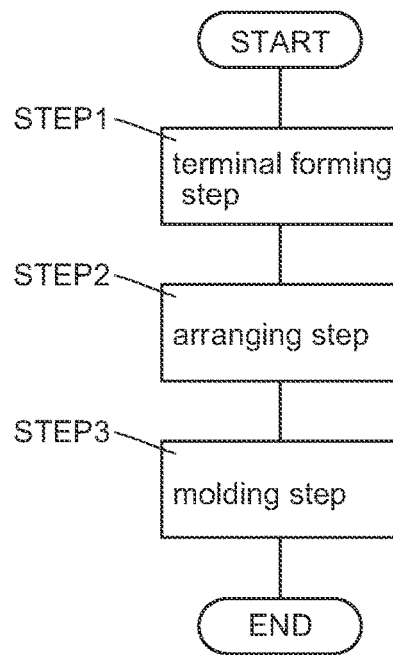 START
STEP1
terminal forming
step
STEP2
arranging step
STEP3
molding step
END